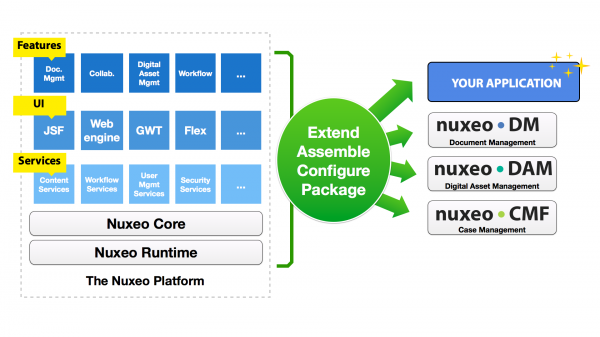 Features
Doc.
Mgmt
Collab.
Digital
Asset
Mgmt
Workflow
...
UI
JSF
Web
engine
GWT
Flex
...
Services
Content
Services
Workflow
Services
User
Mgmt
Services
Security
Services
...
Nuxeo Core
Nuxeo Runtime
The Nuxeo Platform
Extend
Assemble
Configure
Package
YOUR APPLICATION
nuxeo•DM
Document Management
nuxeo•DAM
Digital Asset Management
nuxeo•CMF
Case Management